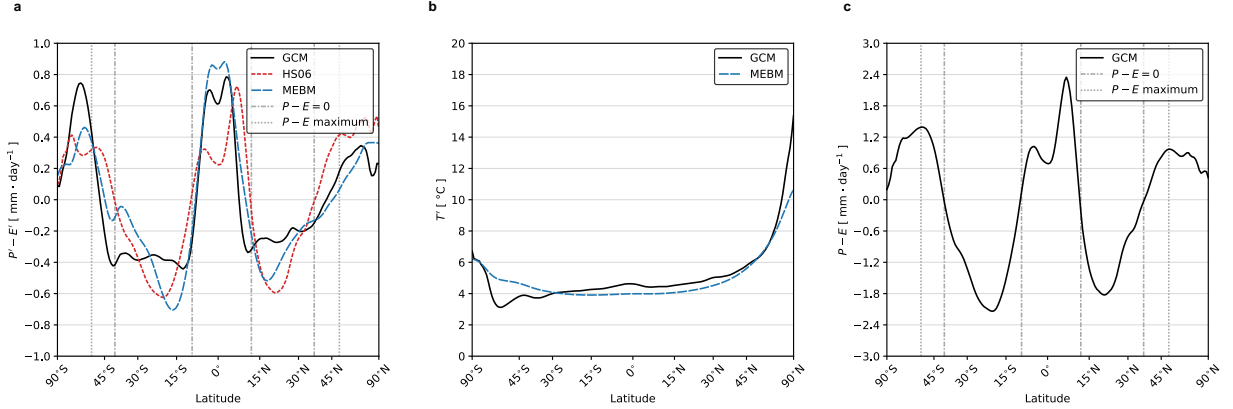 a
b
c
1.0
0.8
0.6
0.4
0.2
0.0
−0.2
−0.4
−0.6
−0.8
−1.0
P′ − E′ [ mm · day⁻¹ ]
GCM
HS06
MEBM
P − E = 0
P − E maximum
90°S
45°S
15°S
0°
15°N
30°N
45°N
90°N
Latitude
20
18
16
14
12
10
8
6
4
2
0
T′ [ °C ]
GCM
MEBM
90°S
45°S
30°S
15°S
0°
15°N
30°N
45°N
90°N
Latitude
3.0
2.4
1.8
1.2
0.6
0.0
−0.6
−1.2
−1.8
−2.4
−3.0
P − E [ mm · day⁻¹ ]
GCM
P − E = 0
P − E maximum
90°S
45°S
15°S
0°
15°N
30°N
45°N
90°N
Latitude